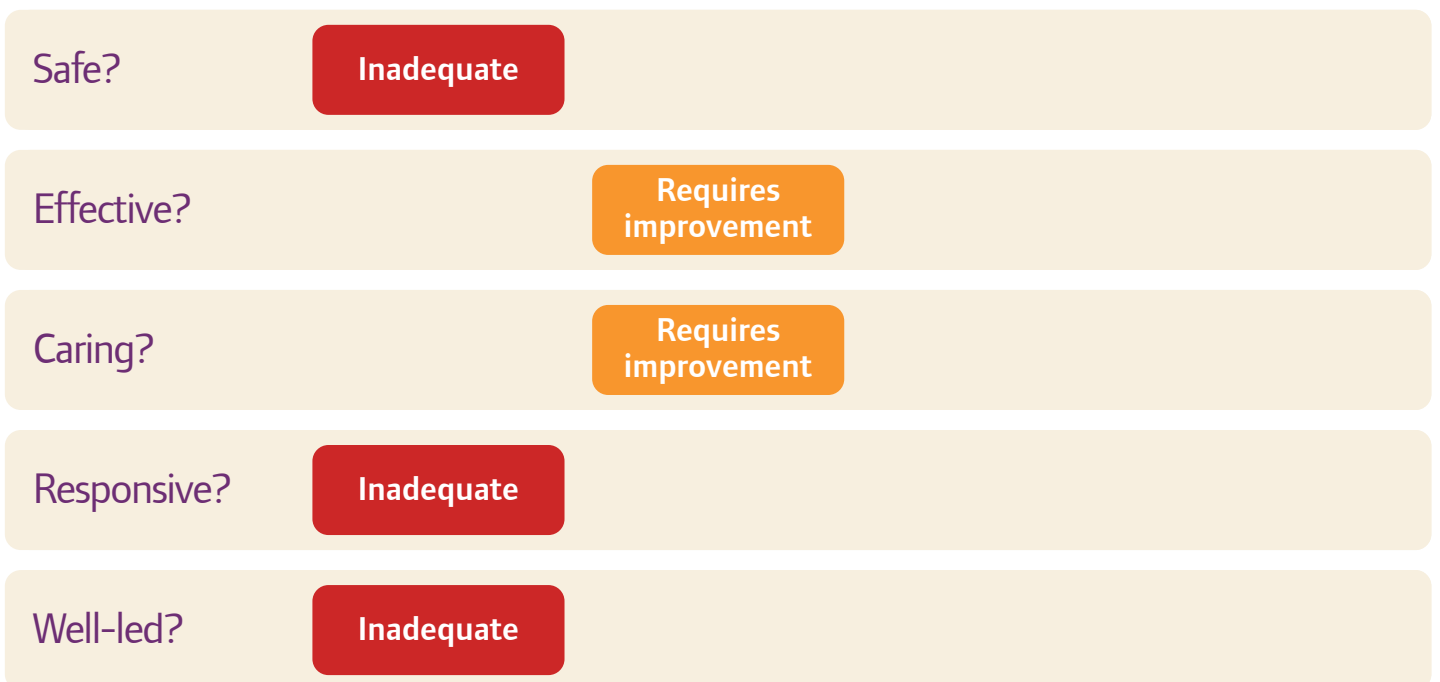 Safe?
Inadequate
Effective?
Requires
improvement
Caring?
Requires
improvement
Responsive?
Inadequate
Well-led?
Inadequate